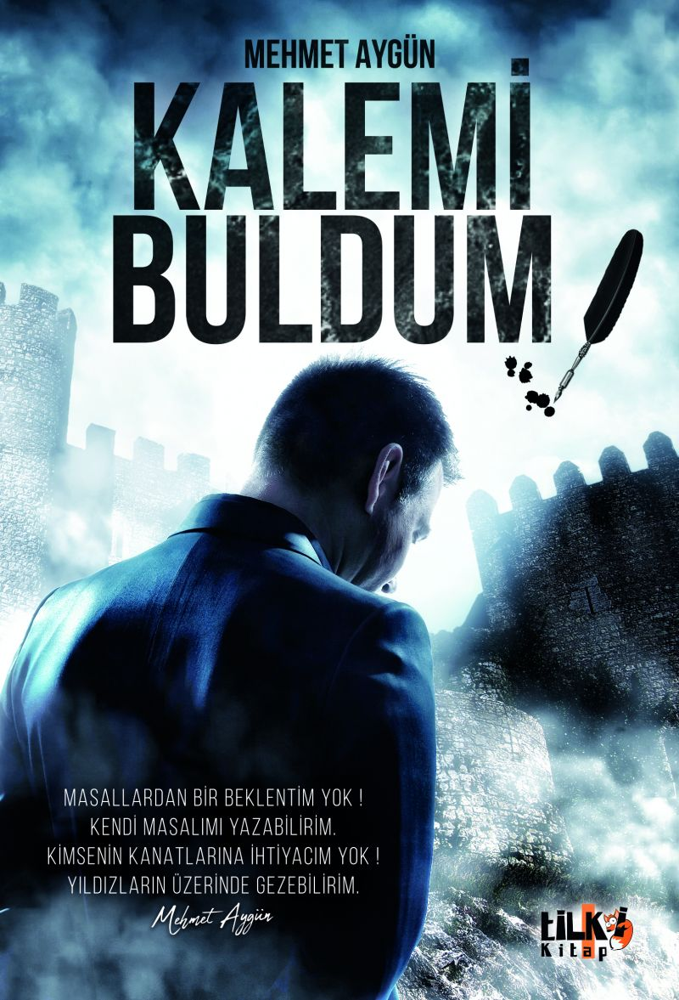 MEHMET AYGÜN
KALEMİ
BULDUM
MASALLARDAN BİR BEKLENTİM YOK !
KENDİ MASALIMI YAZABİLİRİM.
KİMSENİN KANATLARINA İHTİYACIM YOK !
YILDIZLARIN ÜZERİNDE GEZEBİLİRİM.
Mehmet Aygün
tiLKi
Kitap